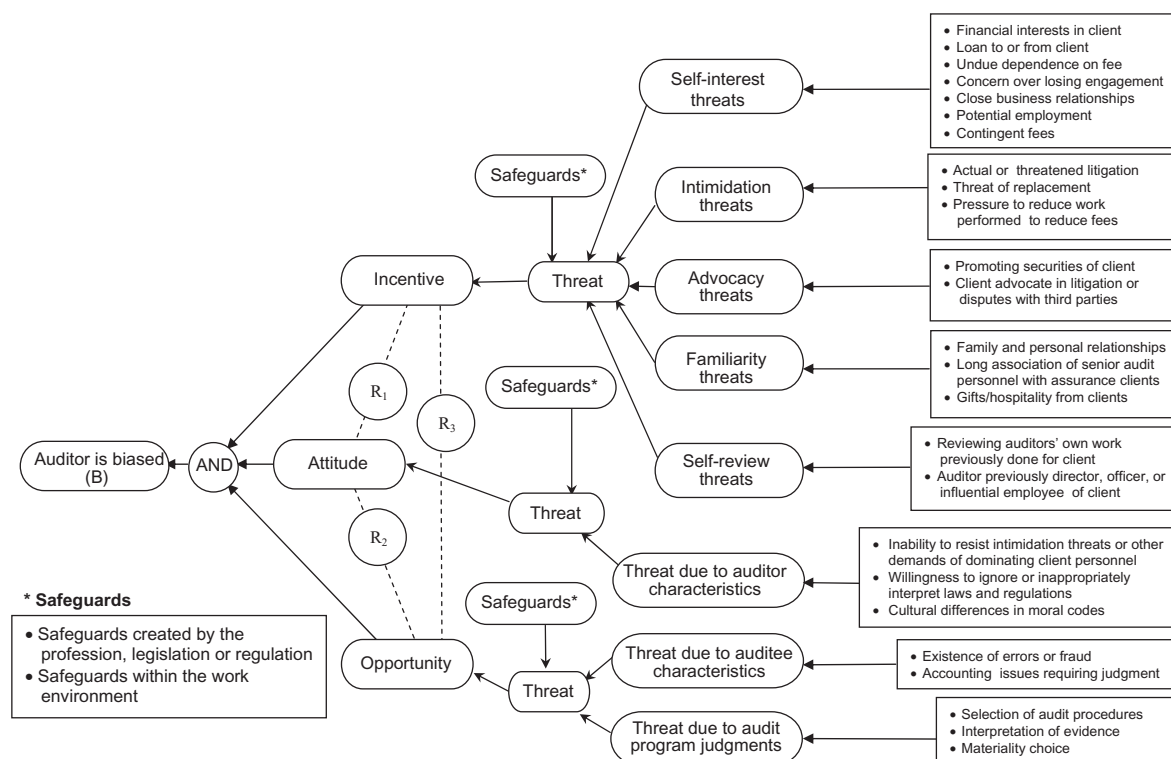 • Financial interests in client
• Loan to or from client
• Undue dependence on fee
• Concern over losing engagement
• Close business relationships
• Potential employment
• Contingent fees
Self-interest
threats
Safeguards*
Intimidation
threats
• Actual or threatened litigation
• Threat of replacement
• Pressure to reduce work
performed to reduce fees
Incentive
Threat
Advocacy
threats
• Promoting securities of client
• Client advocate in litigation or
disputes with third parties
Familiarity
threats
• Family and personal relationships
• Long association of senior audit
personnel with assurance clients
• Gifts/hospitality from clients
Safeguards*
R1
R3
Auditor is biased
(B)
AND
Attitude
Self-review
threats
• Reviewing auditors' own work
previously done for client
• Auditor previously director, officer, or
influential employee of client
Threat
R2
Threat due to auditor
characteristics
• Inability to resist intimidation threats or other
demands of dominating client personnel
• Willingness to ignore or inappropriately
interpret laws and regulations
• Cultural differences in moral codes
Safeguards*
* Safeguards
• Safeguards created by the
profession, legislation or regulation
• Safeguards within the work
environment
Opportunity
Threat
Threat due to auditee
characteristics
• Existence of errors or fraud
• Accounting issues requiring judgment
Threat due to audit
program judgments
• Selection of audit procedures
• Interpretation of evidence
• Materiality choice